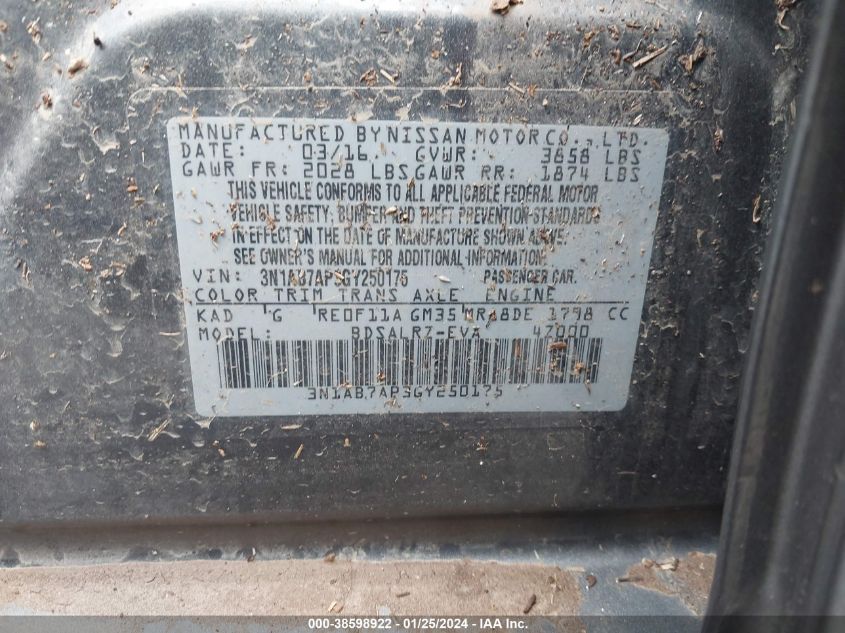 MANUFACTURED BY NISSAN MOTOR CO., LTD.
DATE: 03/16 GVWR: 3658 LBS
GAWR FR: 2028 LBS GAWR RR: 1874 LBS
THIS VEHICLE CONFORMS TO ALL APPLICABLE FEDERAL MOTOR
VEHICLE SAFETY, BUMPER AND THEFT PREVENTION STANDARDS
IN EFFECT ON THE DATE OF MANUFACTURE SHOWN ABOVE.
SEE OWNER'S MANUAL FOR ADDITIONAL INFORMATION.
VIN: 3N1AB7AP3GY250175 PASSENGER CAR.
COLOR TRIM TRANS AXLE ENGINE
KAD G RE0F11A GM35 MRA8DE 1798 CC
MODEL: BDSALRZ-EVA 4Z000
3N1AB7AP3GY250175
000-38598922 - 01/25/2024 - IAA Inc.